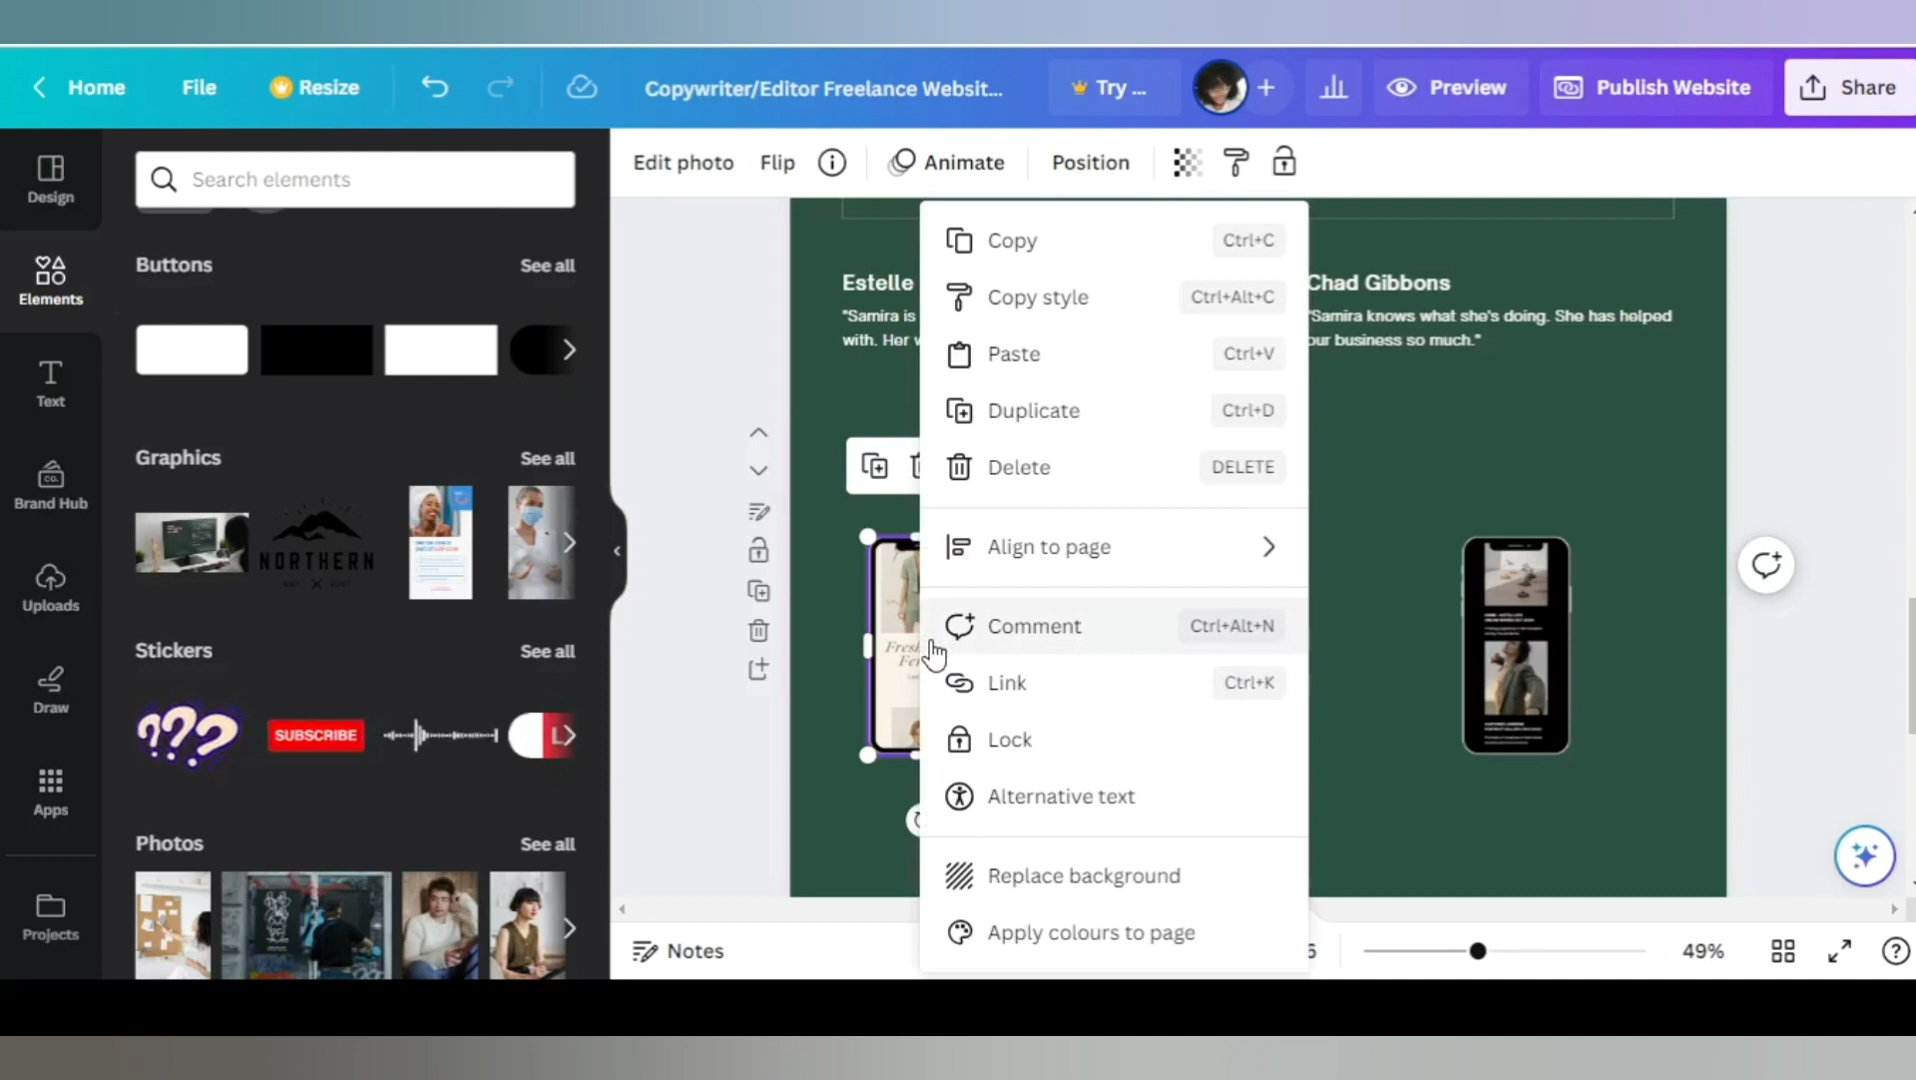 Home
File
Resize
Copywriter/Editor Freelance Websit...
Try ...
Preview
Publish Website
Share
Design
Elements
Text
Brand Hub
Uploads
Draw
Apps
Projects
Search elements
Buttons
See all
Graphics
See all
NORTHERN
Stickers
See all
???
SUBSCRIBE
L
Photos
See all
Edit photo
Flip
Animate
Position
Estelle
"Samira is
with. Her
Chad Gibbons
"Samira knows what she's doing. She has helped
our business so much."
Copy
Ctrl+C
Copy style
Ctrl+Alt+C
Paste
Ctrl+V
Duplicate
Ctrl+D
Delete
DELETE
Align to page
Comment
Ctrl+Alt+N
Link
Ctrl+K
Lock
Alternative text
Replace background
Apply colours to page
Notes
49%